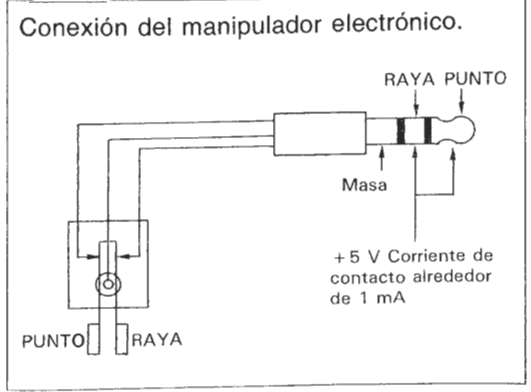 Conexión del manipulador electrónico.
RAYA PUNTO
Masa
+5 V Corriente de
contacto alrededor
de 1 mA
PUNTO RAYA